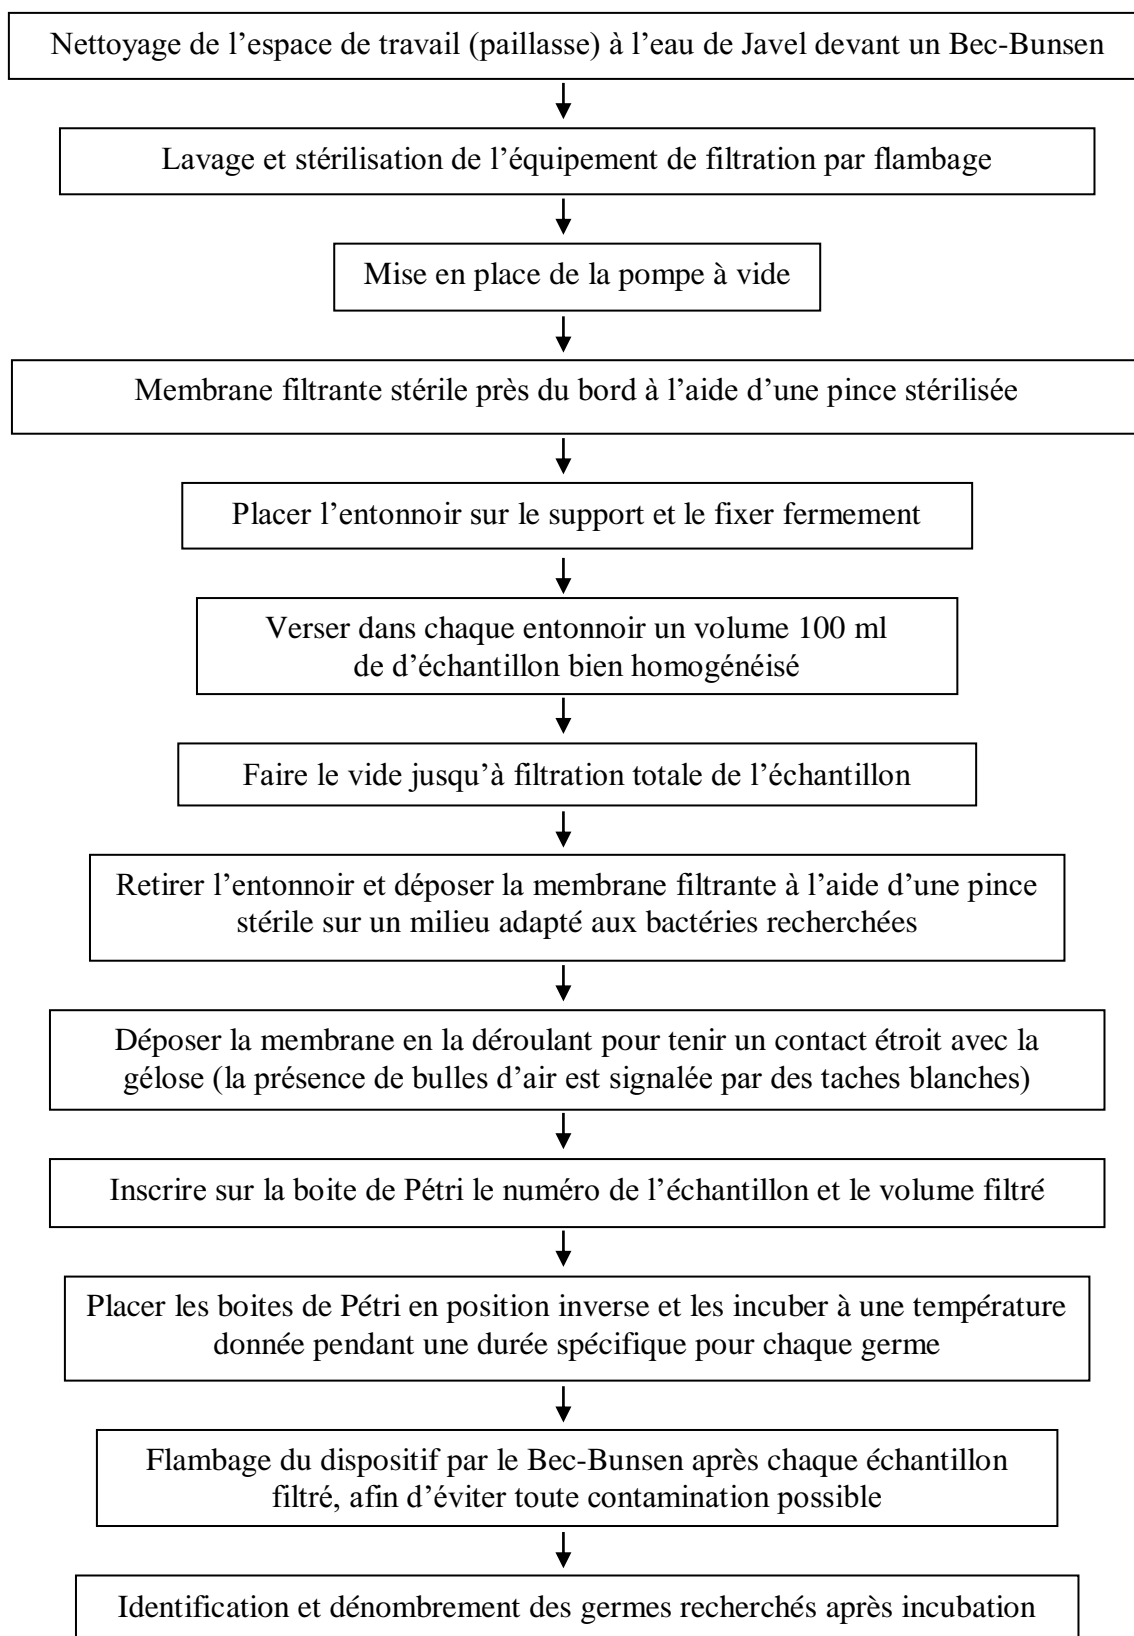 Nettoyage de l’espace de travail (paillasse) à l’eau de Javel devant un Bec-Bunsen
Lavage et stérilisation de l’équipement de filtration par flambage
Mise en place de la pompe à vide
Membrane filtrante stérile près du bord à l’aide d’une pince stérilisée
Placer l’entonnoir sur le support et le fixer fermement
Verser dans chaque entonnoir un volume 100 ml
de d’échantillon bien homogénéisé
Faire le vide jusqu’à filtration totale de l’échantillon
Retirer l’entonnoir et déposer la membrane filtrante à l’aide d’une pince
stérile sur un milieu adapté aux bactéries recherchées
Déposer la membrane en la déroulant pour tenir un contact étroit avec la
gélose (la présence de bulles d’air est signalée par des taches blanches)
Inscrire sur la boite de Pétri le numéro de l’échantillon et le volume filtré
Placer les boites de Pétri en position inverse et les incuber à une température
donnée pendant une durée spécifique pour chaque germe
Flambage du dispositif par le Bec-Bunsen après chaque échantillon
filtré, afin d’éviter toute contamination possible
Identification et dénombrement des germes recherchés après incubation